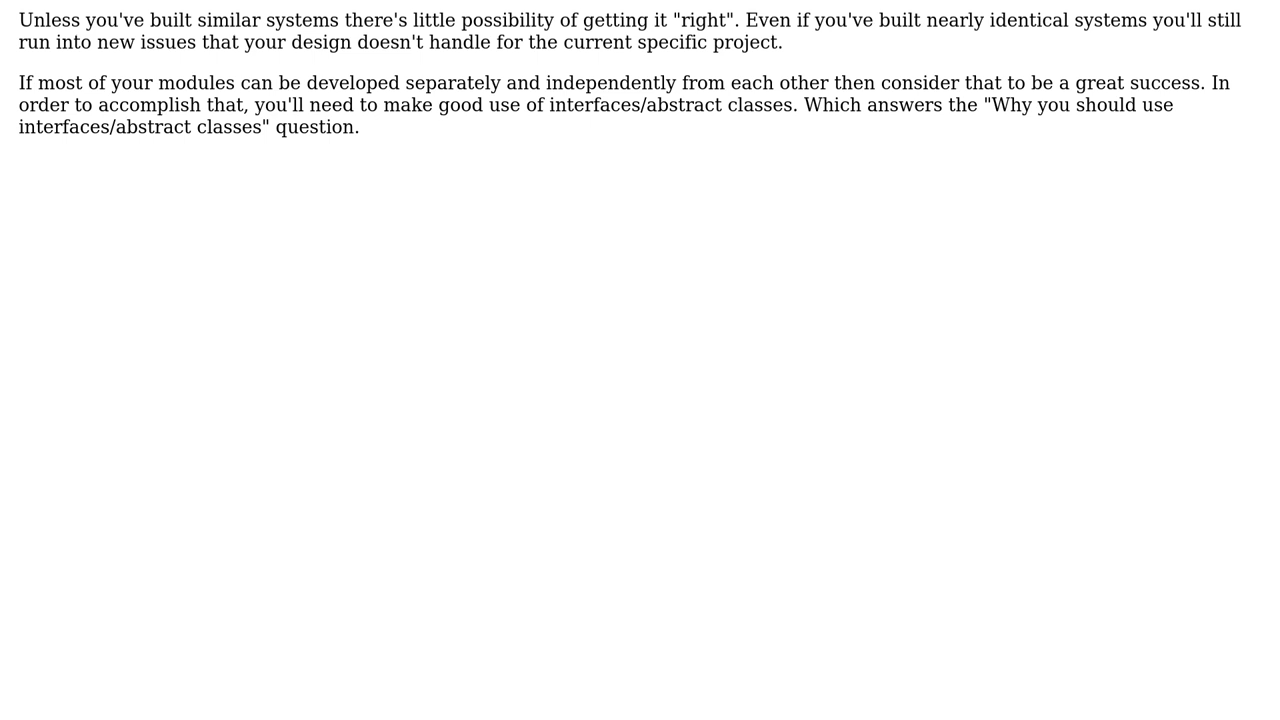 Unless you've built similar systems there's little possibility of getting it "right". Even if you've built nearly identical systems you'll still
run into new issues that your design doesn't handle for the current specific project.
If most of your modules can be developed separately and independently from each other then consider that to be a great success. In
order to accomplish that, you'll need to make good use of interfaces/abstract classes. Which answers the "Why you should use
interfaces/abstract classes" question.